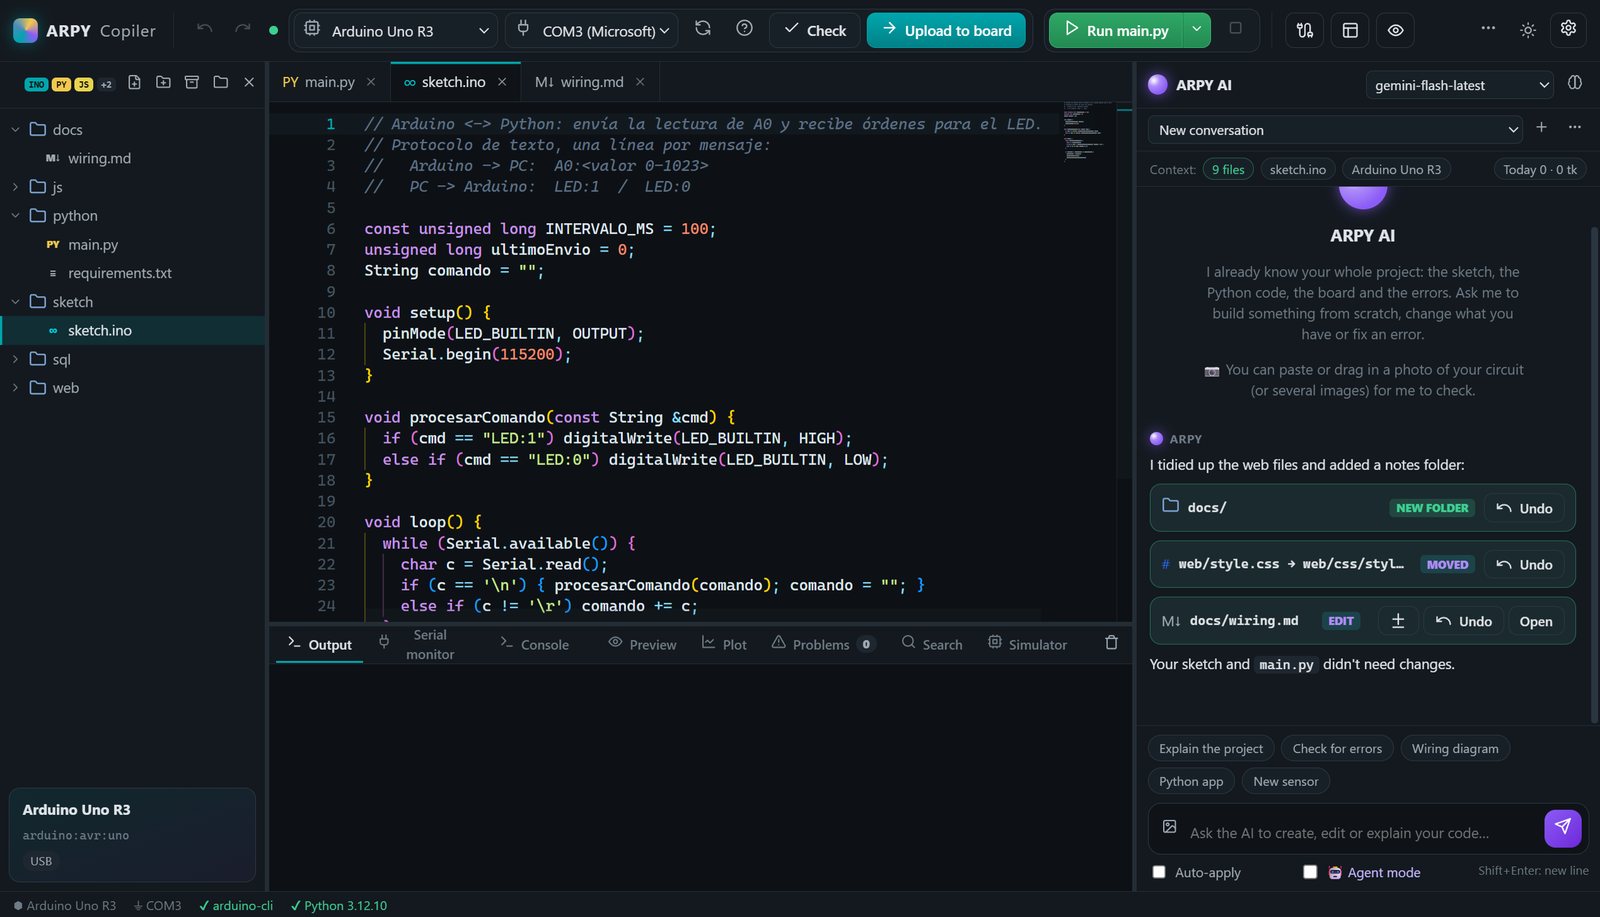 ARPY Copiler
Arduino Uno R3
COM3 (Microsoft)
Check
Upload to board
Run main.py
INO PY JS +2
docs
wiring.md
js
python
PY main.py
requirements.txt
sketch
sketch.ino
sql
web
Arduino Uno R3
arduino:avr:uno
USB
PY main.py
sketch.ino
M↓ wiring.md
1 // Arduino <-> Python: envía la lectura de A0 y recibe órdenes para el LED.
2 // Protocolo de texto, una línea por mensaje:
3 //   Arduino -> PC:  A0:<valor 0-1023>
4 //   PC -> Arduino:  LED:1  /  LED:0
5
6 const unsigned long INTERVALO_MS = 100;
7 unsigned long ultimoEnvio = 0;
8 String comando = "";
9
10 void setup() {
11   pinMode(LED_BUILTIN, OUTPUT);
12   Serial.begin(115200);
13 }
14
15 void procesarComando(const String &cmd) {
16   if (cmd == "LED:1") digitalWrite(LED_BUILTIN, HIGH);
17   else if (cmd == "LED:0") digitalWrite(LED_BUILTIN, LOW);
18 }
19
20 void loop() {
21   while (Serial.available()) {
22     char c = Serial.read();
23     if (c == '\n') { procesarComando(comando); comando = ""; }
24     else if (c != '\r') comando += c;
Output
Serial monitor
Console
Preview
Plot
Problems 0
Search
Simulator
ARPY AI
gemini-flash-latest
New conversation
Context: 9 files sketch.ino Arduino Uno R3 Today 0 · 0 tk
ARPY AI
I already know your whole project: the sketch, the
Python code, the board and the errors. Ask me to
build something from scratch, change what you
have or fix an error.
📷 You can paste or drag in a photo of your circuit
(or several images) for me to check.
ARPY
I tidied up the web files and added a notes folder:
docs/ NEW FOLDER Undo
# web/style.css → web/css/styl… MOVED Undo
M↓ docs/wiring.md EDIT ± Undo Open
Your sketch and main.py didn't need changes.
Explain the project
Check for errors
Wiring diagram
Python app
New sensor
Ask the AI to create, edit or explain your code...
Auto-apply
Agent mode
Shift+Enter: new line
Arduino Uno R3
COM3
✓ arduino-cli
✓ Python 3.12.10